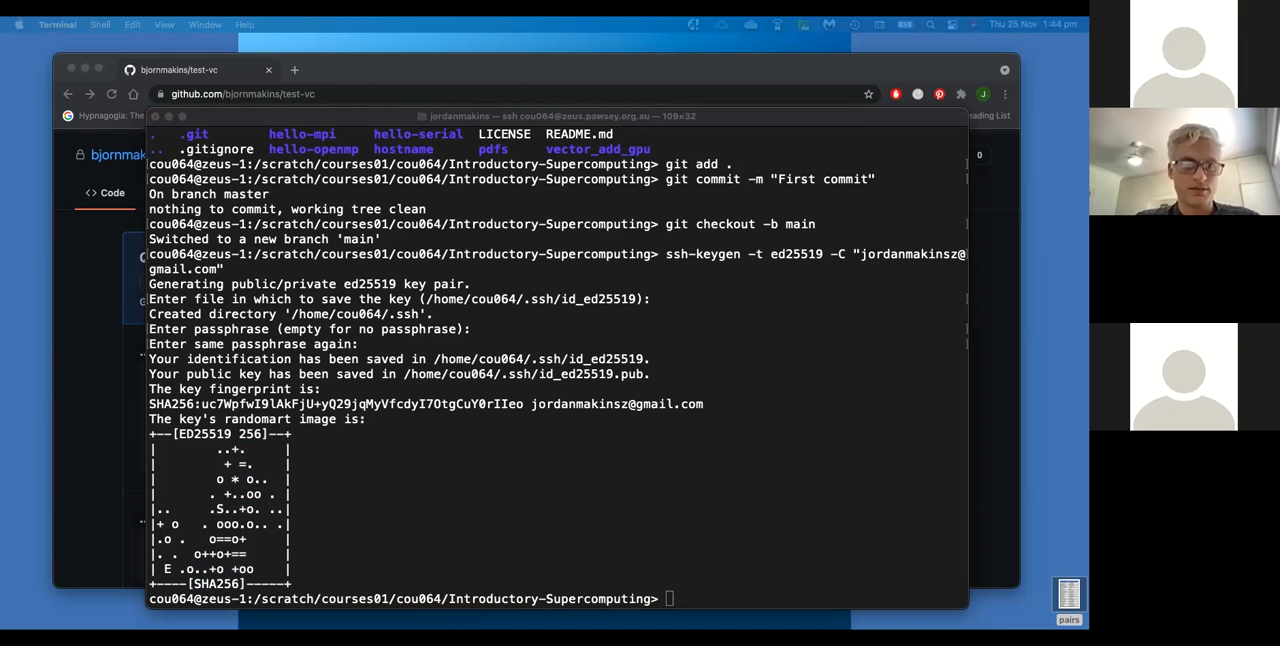 Terminal Shell Edit View Window Help Thu 25 Nov 1:44 pm
bjornmakins/test-vc
github.com/bjornmakins/test-vc
Hypnagogia: The eading List
jordanmakins — ssh cou064@zeus.pawsey.org.au — 109×32
. .git hello-mpi hello-serial LICENSE README.md
.. .gitignore hello-openmp hostname pdfs vector_add_gpu
bjornmak 0
<> Code
cou064@zeus-1:/scratch/courses01/cou064/Introductory-Supercomputing> git add .
cou064@zeus-1:/scratch/courses01/cou064/Introductory-Supercomputing> git commit -m "First commit"
On branch master
nothing to commit, working tree clean
cou064@zeus-1:/scratch/courses01/cou064/Introductory-Supercomputing> git checkout -b main
Switched to a new branch 'main'
cou064@zeus-1:/scratch/courses01/cou064/Introductory-Supercomputing> ssh-keygen -t ed25519 -C "jordanmakinsz@
gmail.com"
Generating public/private ed25519 key pair.
Enter file in which to save the key (/home/cou064/.ssh/id_ed25519):
Created directory '/home/cou064/.ssh'.
Enter passphrase (empty for no passphrase):
Enter same passphrase again:
Your identification has been saved in /home/cou064/.ssh/id_ed25519.
Your public key has been saved in /home/cou064/.ssh/id_ed25519.pub.
The key fingerprint is:
SHA256:uc7WpfwI9lAkFjU+yQ29jqMyVfcdyI7OtgCuY0rIIeo jordanmakinsz@gmail.com
The key's randomart image is:
+--[ED25519 256]--+
|        ..+.     |
|         + =.    |
|        o * o..  |
|       . +..oo . |
|..      .S..+o. ..|
|+ o   . ooo.o.. .|
|.o .   o==o+     |
|. .  o++o+==     |
| E .o..+o +oo    |
+----[SHA256]-----+
cou064@zeus-1:/scratch/courses01/cou064/Introductory-Supercomputing>
pairs